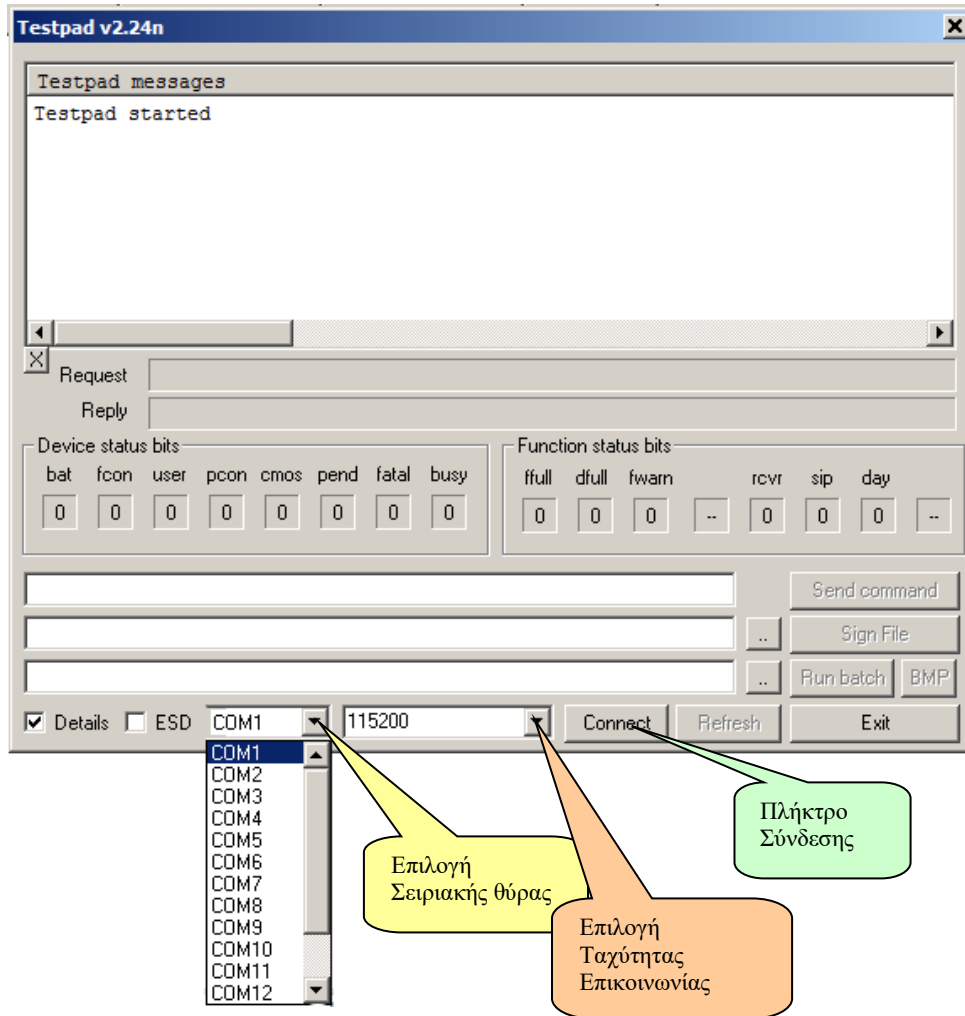 Testpad v2.24n
Testpad messages
Testpad started
X
Request
Reply
Device status bits
bat fcon user pcon cmos pend fatal busy
0 0 0 0 0 0 0 0
Function status bits
ffull dfull fwarn rcvr sip day
0 0 0 -- 0 0 0 --
Send command
.. Sign File
.. Run batch BMP
Details ESD COM1 115200 Connect Refresh Exit
COM1
COM2
COM3
COM4
COM5
COM6
COM7
COM8
COM9
COM10
COM11
COM12
Επιλογή
Σειριακής θύρας
Επιλογή
Ταχύτητας
Επικοινωνίας
Πλήκτρο
Σύνδεσης